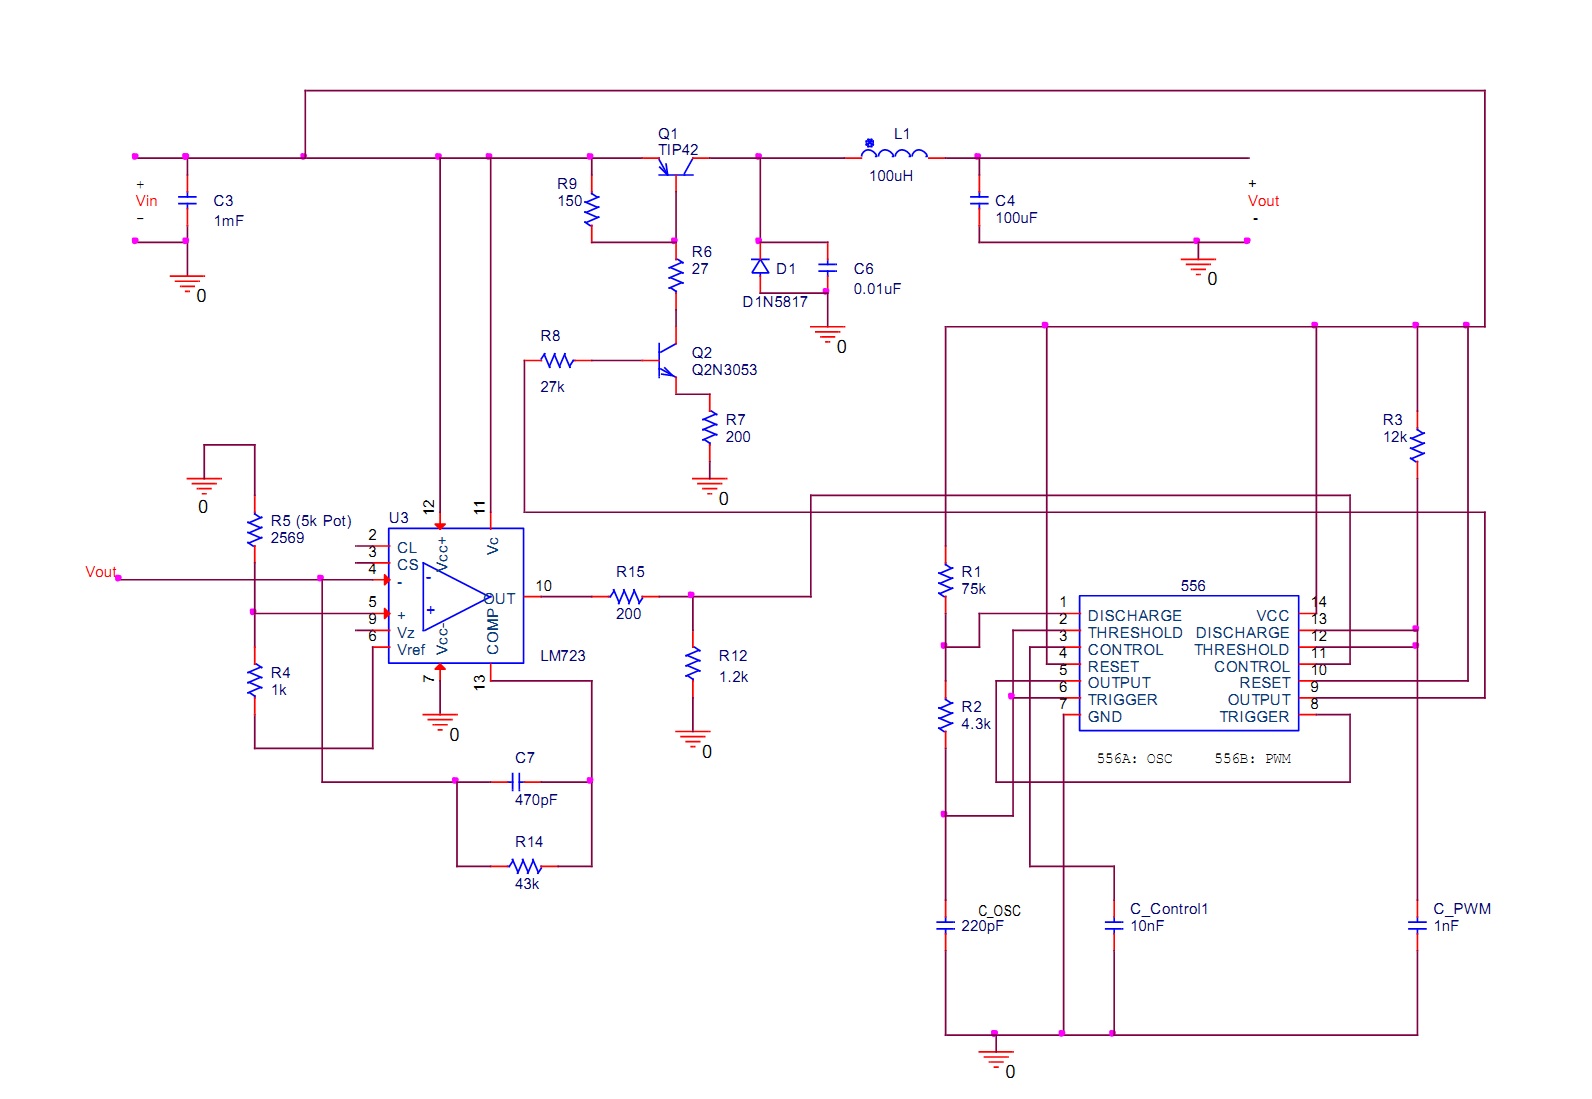 Q1
TIP42
L1
100uH
+
Vin
-
C3
1mF
0
R9
150
R6
27
D1
D1N5817
C6
0.01uF
0
C4
100uF
+
Vout
-
0
R8
27k
Q2
Q2N3053
R7
200
0
R3
12k
0
R5 (5k Pot)
2569
Vout
R4
1k
U3
12
11
2
3
4
5
9
6
CL
CS
-
+
Vz
Vref
Vcc+
Vc
-
+
OUT
Vcc-
COMP
10
LM723
7
13
0
R15
200
R12
1.2k
0
C7
470pF
R14
43k
R1
75k
R2
4.3k
556
1
2
3
4
5
6
7
DISCHARGE
THRESHOLD
CONTROL
RESET
OUTPUT
TRIGGER
GND
VCC
DISCHARGE
THRESHOLD
CONTROL
RESET
OUTPUT
TRIGGER
14
13
12
11
10
9
8
556A: OSC 556B: PWM
C_OSC
220pF
C_Control1
10nF
C_PWM
1nF
0